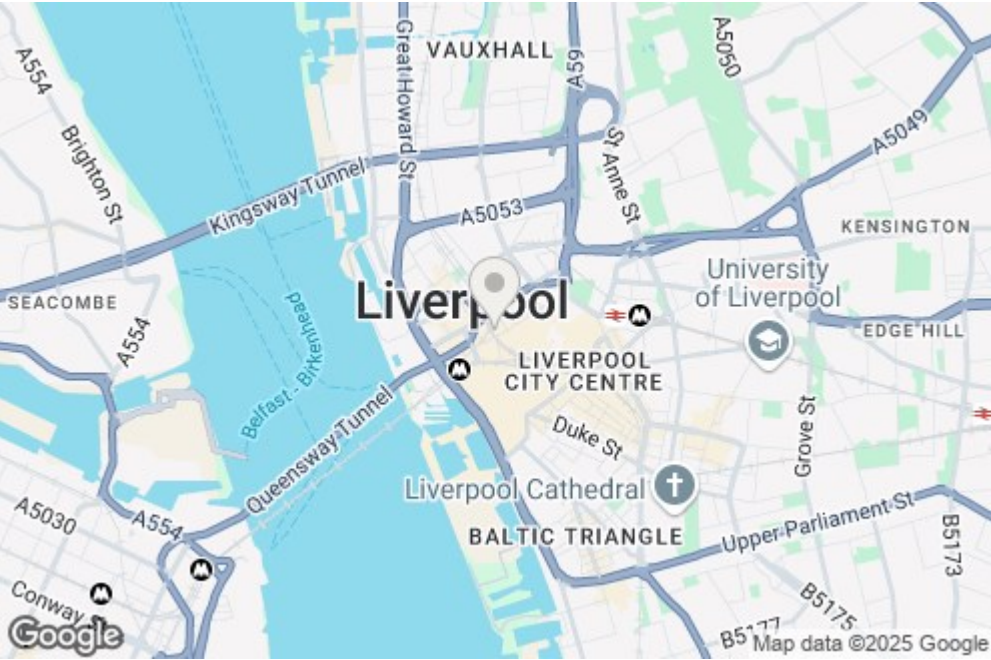 VAUXHALL
A59
A5050
A554
Great Howard St
Brighton St
St Anne St
A5049
Kingsway Tunnel
A5053
KENSINGTON
University
of Liverpool
SEACOMBE
Liverpool
A554
Belfast - Birkenhead
EDGE HILL
LIVERPOOL
CITY CENTRE
Queensway Tunnel
Duke St
Grove St
Liverpool Cathedral
A5030
A554
BALTIC TRIANGLE
Upper Parliament St
B5173
Conway
B5175
B5177
Google
Map data ©2025 Google